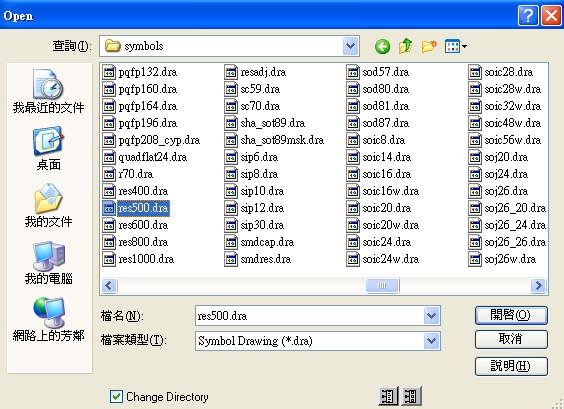 Open
查詢(I):
symbols
我最近的文件
桌面
我的文件
我的電腦
網路上的芳鄰
pqfp132.dra
pqfp160.dra
pqfp164.dra
pqfp196.dra
pqfp208_cyp.dra
quadflat24.dra
r70.dra
res400.dra
res500.dra
res600.dra
res800.dra
res1000.dra
resadj.dra
sc59.dra
sc70.dra
sha_sot89.dra
sha_sot89msk.dra
sip6.dra
sip8.dra
sip10.dra
sip12.dra
sip30.dra
smdcap.dra
smdres.dra
sod57.dra
sod80.dra
sod81.dra
sod87.dra
soic8.dra
soic14.dra
soic16.dra
soic16w.dra
soic20.dra
soic20w.dra
soic24.dra
soic24w.dra
soic28.dra
soic28w.dra
soic32w.dra
soic48w.dra
soic56w.dra
soj20.dra
soj24.dra
soj26.dra
soj26_20.dra
soj26_24.dra
soj26_26.dra
soj26w.dra
檔名(N):
res500.dra
開啓(O)
檔案類型(T):
Symbol Drawing (*.dra)
取消
說明(H)
Change Directory